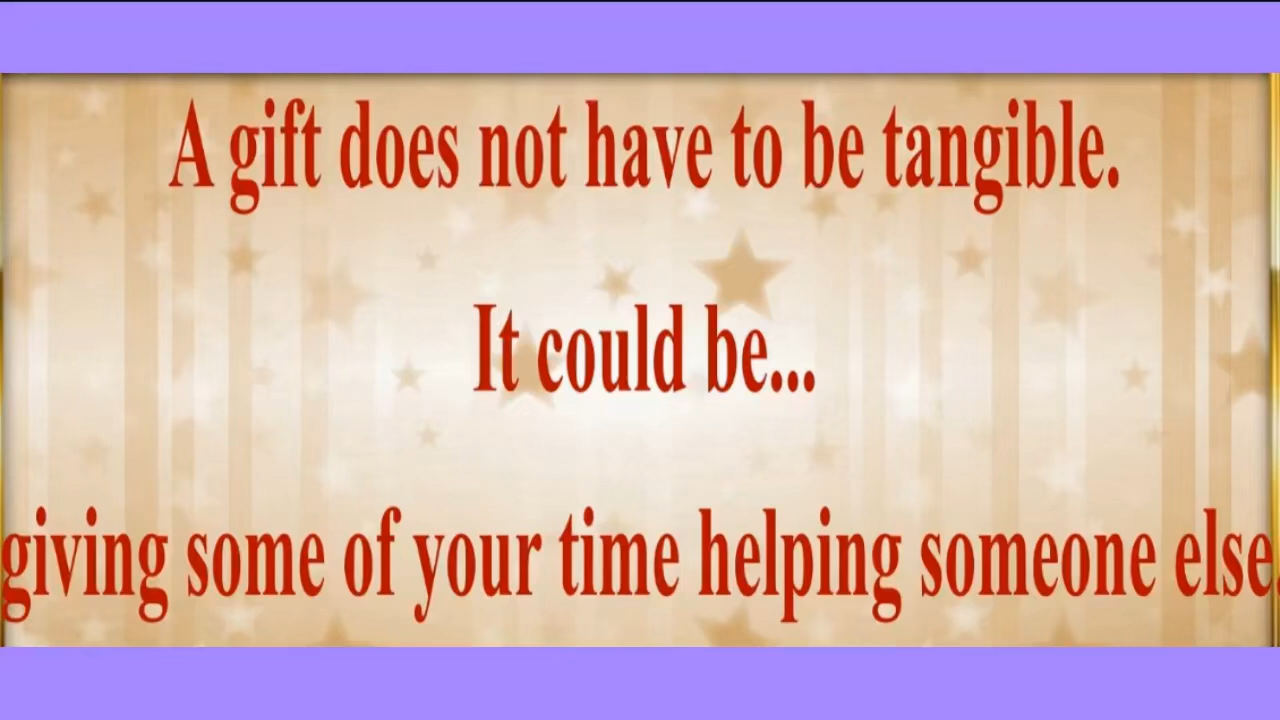 A gift does not have to be tangible.
It could be...
giving some of your time helping someone else.